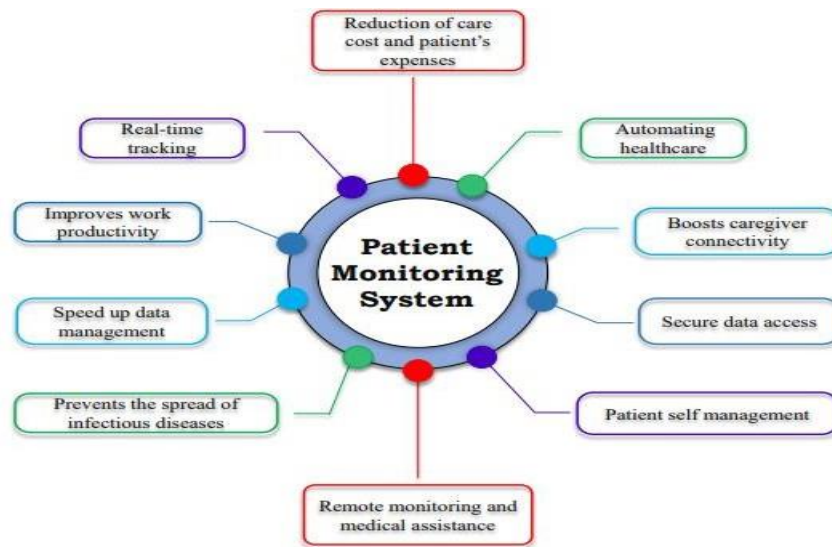 Reduction of care
cost and patient's
expenses
Real-time
tracking
Automating
healthcare
Improves work
productivity
Boosts caregiver
connectivity
Patient
Monitoring
System
Speed up data
management
Secure data access
Prevents the spread of
infectious diseases
Patient self management
Remote monitoring and
medical assistance